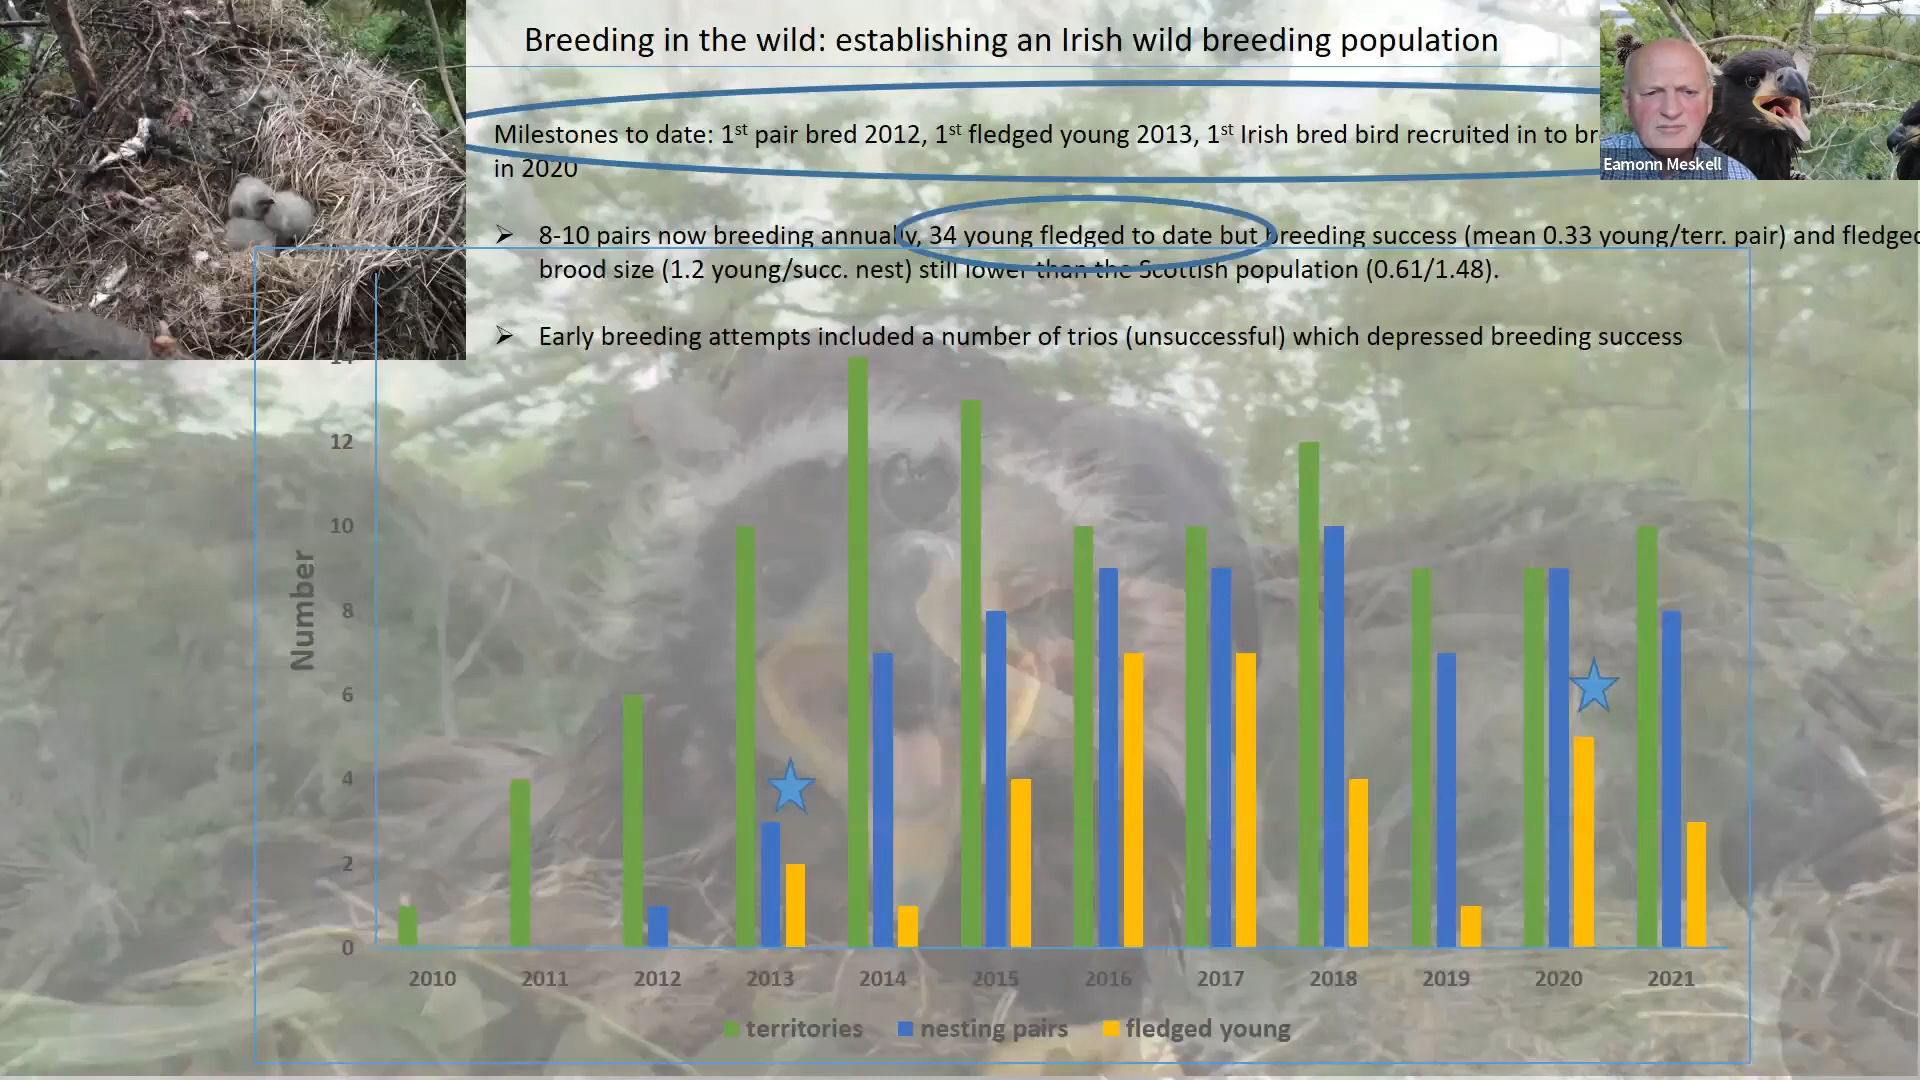 Breeding in the wild: establishing an Irish wild breeding population
Milestones to date: 1st pair bred 2012, 1st fledged young 2013, 1st Irish bred bird recruited in to br
in 2020
Eamonn Meskell
➢ 8-10 pairs now breeding annually, 34 young fledged to date but breeding success (mean 0.33 young/terr. pair) and fledged
brood size (1.2 young/succ. nest) still lower than the Scottish population (0.61/1.48).
➢ Early breeding attempts included a number of trios (unsuccessful) which depressed breeding success
14
12
10
8
6
4
2
0
Number
2010 2011 2012 2013 2014 2015 2016 2017 2018 2019 2020 2021
territories nesting pairs fledged young